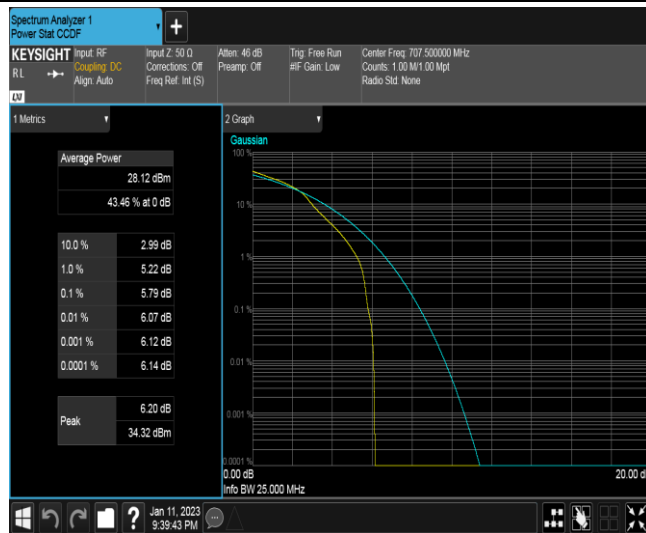 Spectrum Analyzer 1
Power Stat CCDF
KEYSIGHT
RL
Input: RF
Coupling: DC
Align: Auto
Input Z: 50 Ω
Corrections: Off
Freq Ref: Int (S)
Atten: 46 dB
Preamp: Off
Trig: Free Run
#IF Gain: Low
Center Freq: 707.500000 MHz
Counts: 1.00 M/1.00 Mpt
Radio Std: None
1 Metrics
Average Power
28.12 dBm
43.46 % at 0 dB
10.0 % 2.99 dB
1.0 % 5.22 dB
0.1 % 5.79 dB
0.01 % 6.07 dB
0.001 % 6.12 dB
0.0001 % 6.14 dB
Peak
6.20 dB
34.32 dBm
2 Graph
Gaussian
100 %
10 %
1 %
0.1 %
0.01 %
0.001 %
0.0001 %
0.00 dB
20.00 d
Info BW 25.000 MHz
?
Jan 11, 2023
9:39:43 PM